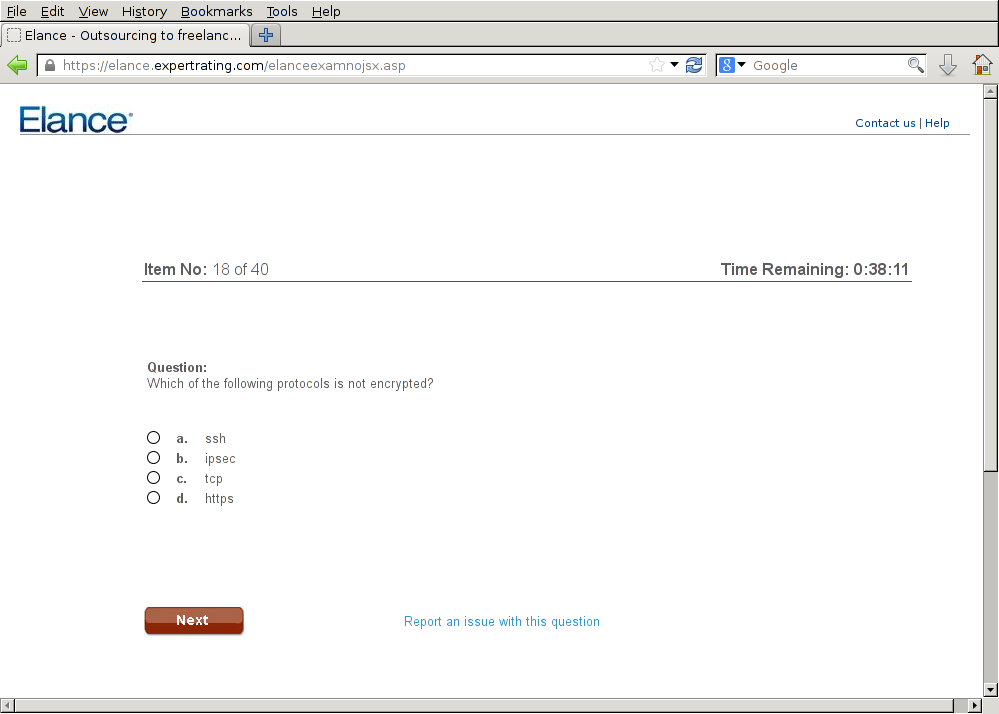 File Edit View History Bookmarks Tools Help
Elance - Outsourcing to freelanc...
https://elance.expertrating.com/elanceexamnojsx.asp
8 Google
Elance®
Contact us | Help
Item No: 18 of 40
Time Remaining: 0:38:11
Question:
Which of the following protocols is not encrypted?
a. ssh
b. ipsec
c. tcp
d. https
Next
Report an issue with this question